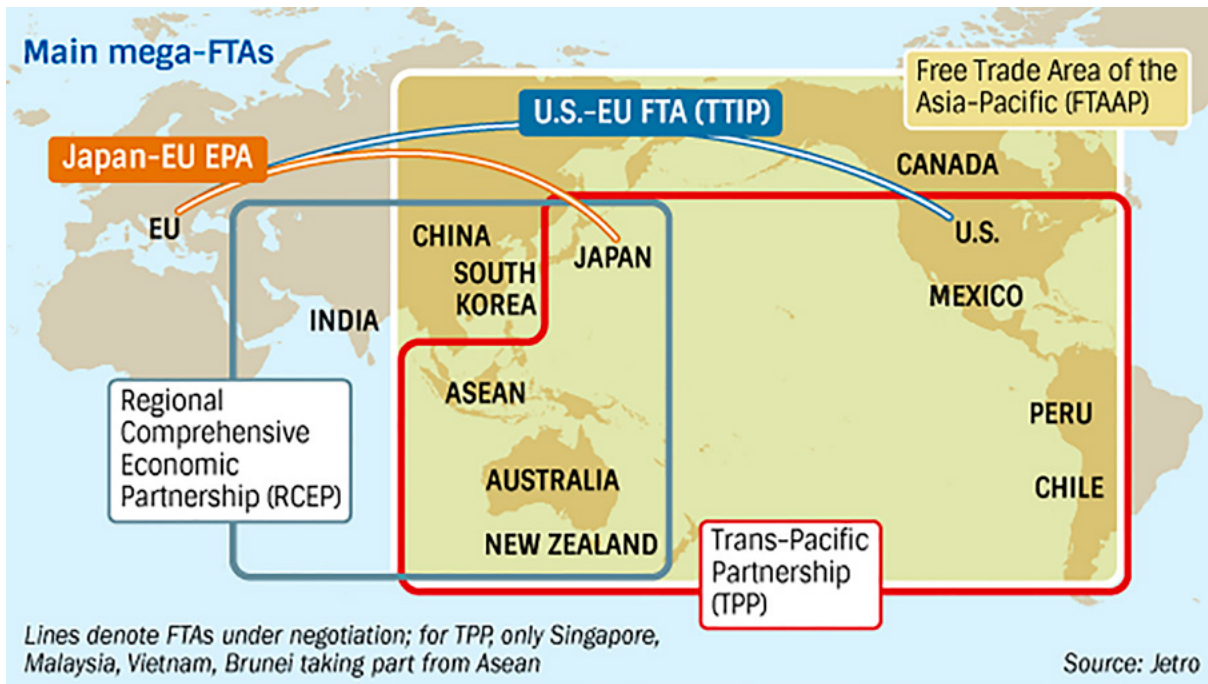 Main mega-FTAs
Free Trade Area of the
Asia-Pacific (FTAAP)
U.S.-EU FTA (TTIP)
Japan-EU EPA
CANADA
EU
CHINA
JAPAN
U.S.
SOUTH
KOREA
MEXICO
INDIA
ASEAN
Regional
Comprehensive
Economic
Partnership (RCEP)
PERU
AUSTRALIA
CHILE
NEW ZEALAND
Trans-Pacific
Partnership
(TPP)
Lines denote FTAs under negotiation; for TPP, only Singapore,
Malaysia, Vietnam, Brunei taking part from Asean
Source: Jetro